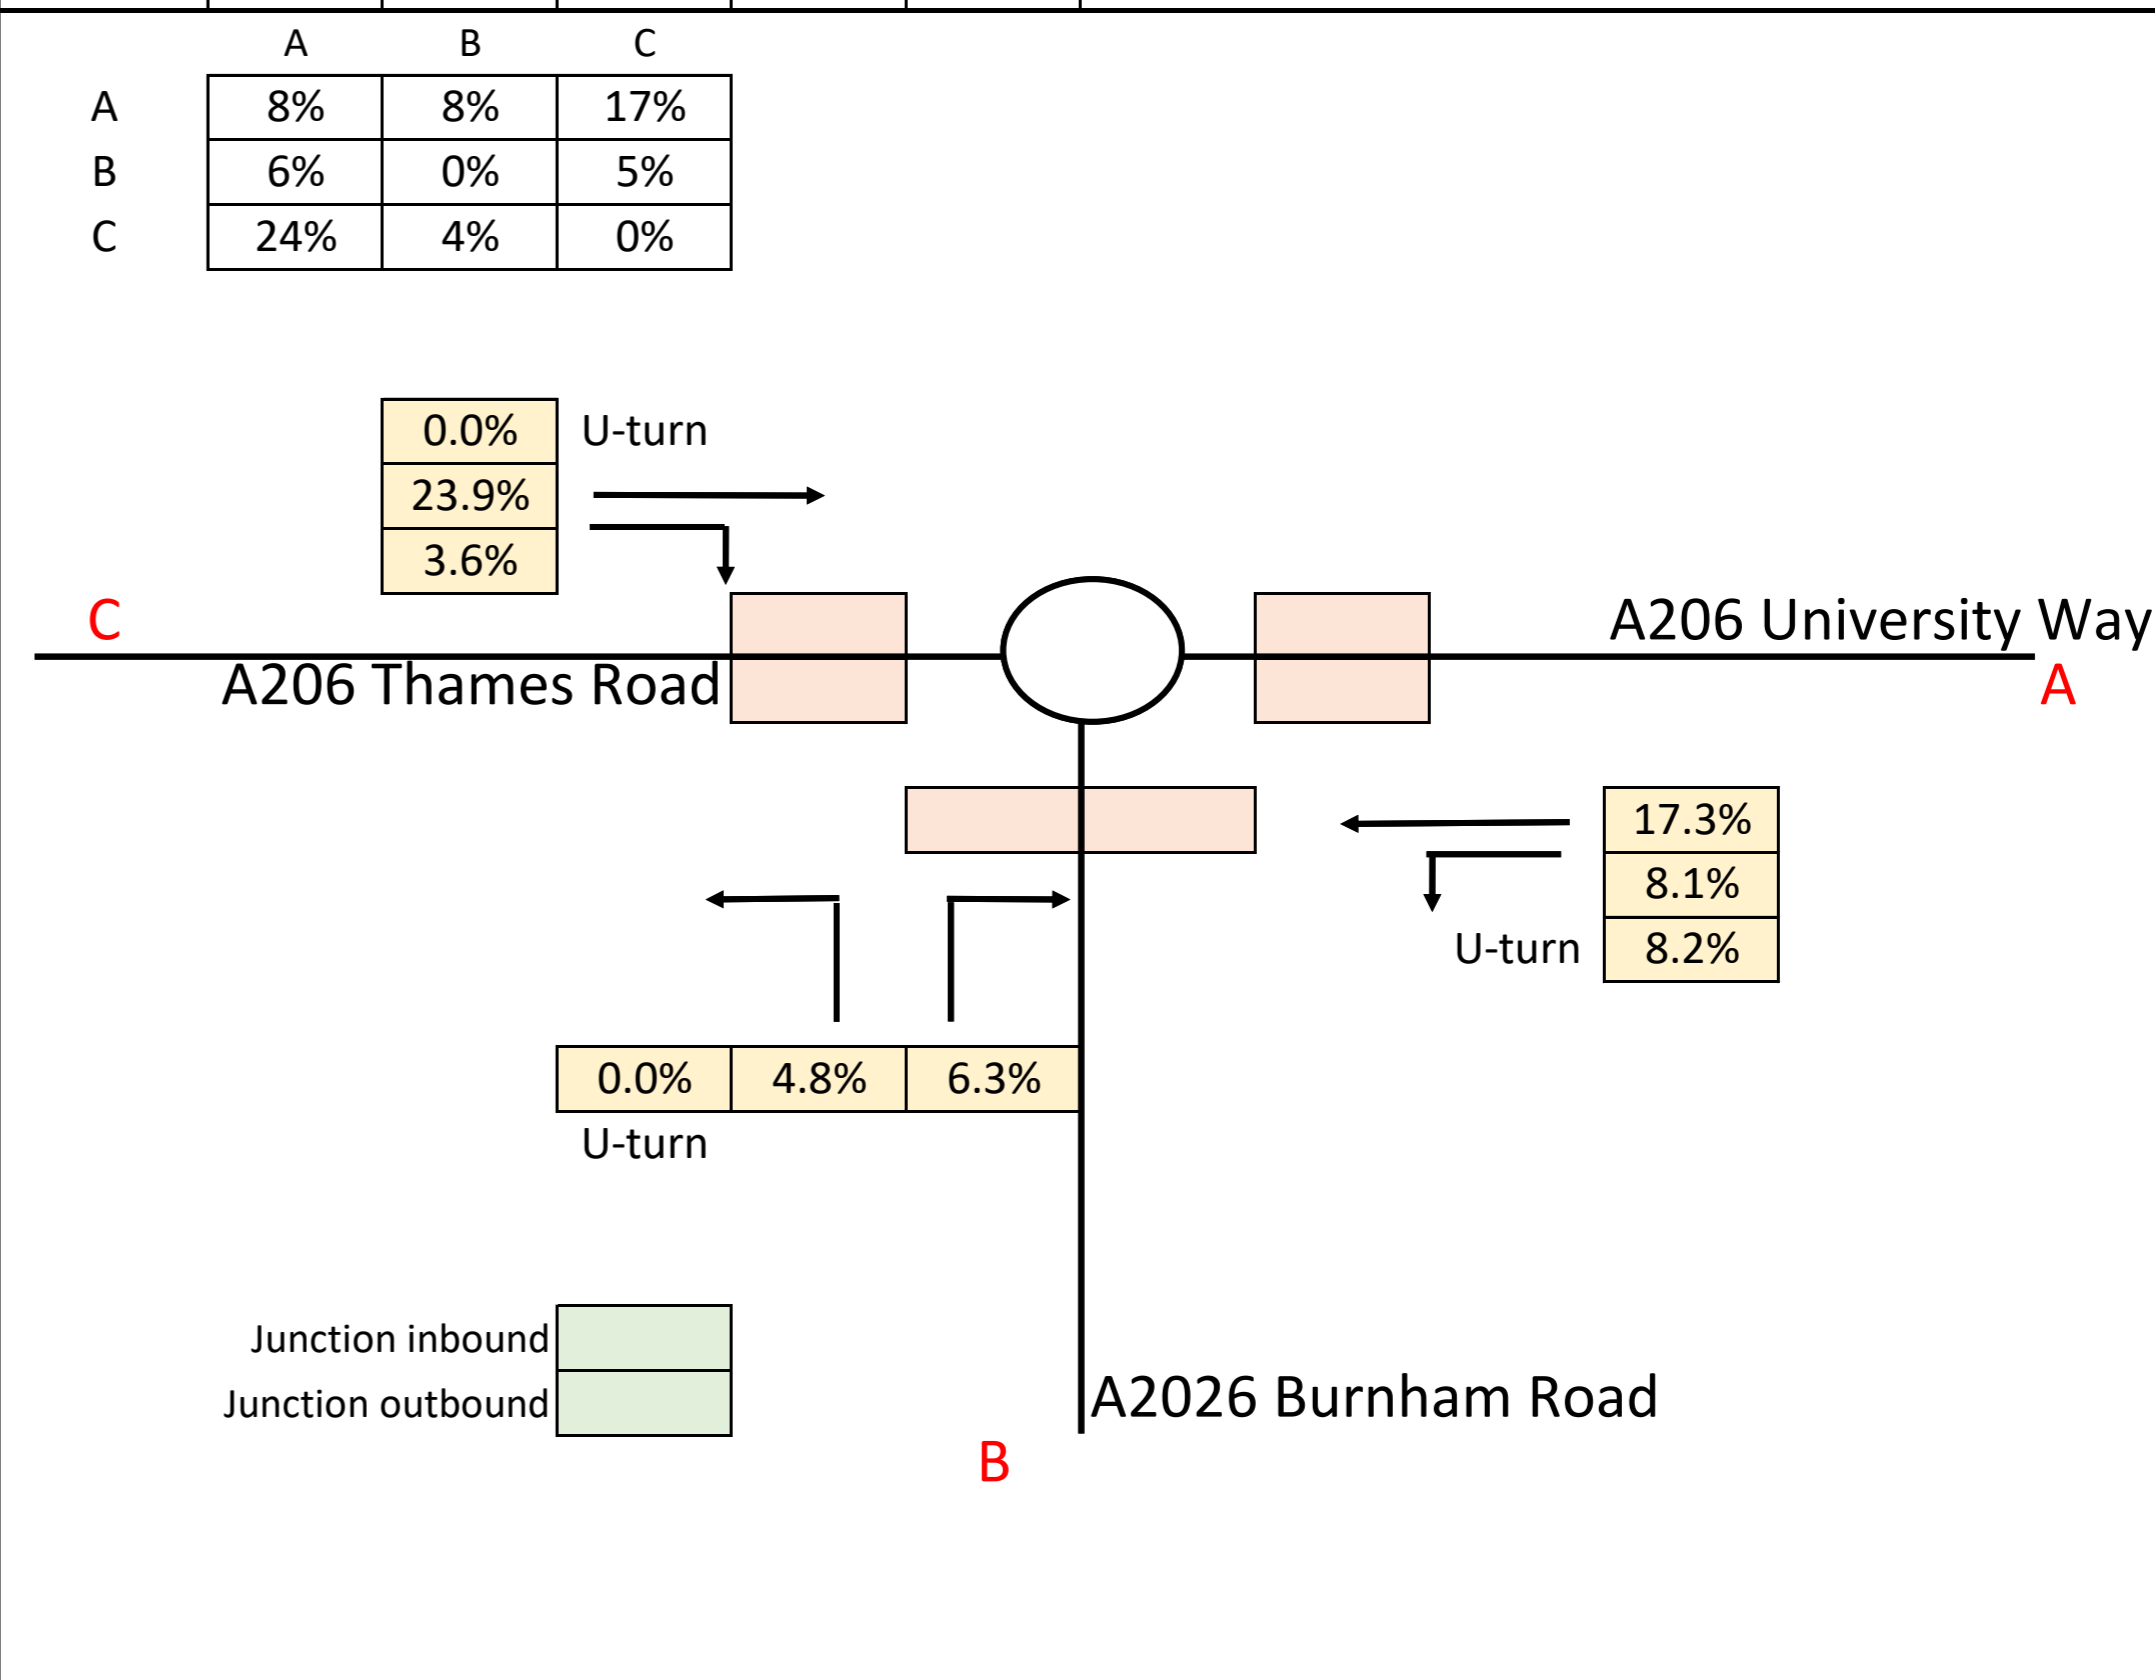 A B C
A 8% 8% 17%
B 6% 0% 5%
C 24% 4% 0%
0.0% U-turn
23.9%
3.6%
C
A206 University Way
A206 Thames Road
A
17.3%
8.1%
U-turn 8.2%
0.0% 4.8% 6.3%
U-turn
Junction inbound
Junction outbound
A2026 Burnham Road
B